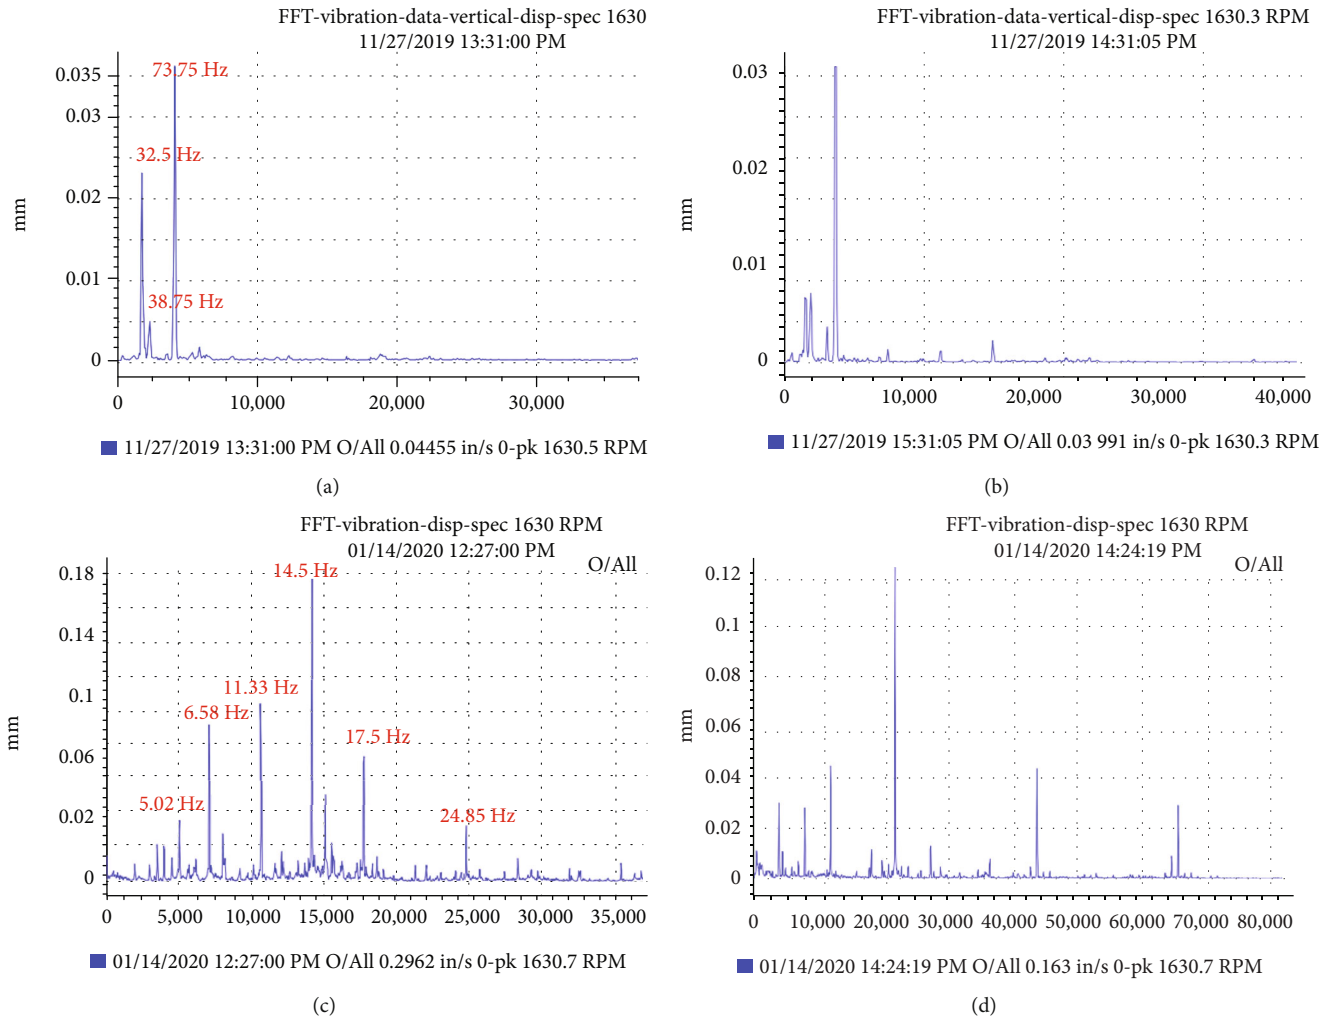 FFT-vibration-data-vertical-disp-spec 1630
11/27/2019 13:31:00 PM
0.035
0.03
0.02
0.01
0
mm
73.75 Hz
32.5 Hz
38.75 Hz
0 10,000 20,000 30,000
11/27/2019 13:31:00 PM O/All 0.04455 in/s 0-pk 1630.5 RPM
(a)
FFT-vibration-data-vertical-disp-spec 1630.3 RPM
11/27/2019 14:31:05 PM
0.03
0.02
0.01
0
mm
0 10,000 20,000 30,000 40,000
11/27/2019 15:31:05 PM O/All 0.03 991 in/s 0-pk 1630.3 RPM
(b)
FFT-vibration-disp-spec 1630 RPM
01/14/2020 12:27:00 PM
O/All
0.18
0.14
0.1
0.06
0.02
0
mm
14.5 Hz
11.33 Hz
6.58 Hz
17.5 Hz
5.02 Hz
24.85 Hz
0 5,000 10,000 15,000 20,000 25,000 30,000 35,000
01/14/2020 12:27:00 PM O/All 0.2962 in/s 0-pk 1630.7 RPM
(c)
FFT-vibration-disp-spec 1630 RPM
01/14/2020 14:24:19 PM
O/All
0.12
0.1
0.08
0.06
0.04
0.02
0
mm
0 10,000 20,000 30,000 40,000 50,000 60,000 70,000 80,000
01/14/2020 14:24:19 PM O/All 0.163 in/s 0-pk 1630.7 RPM
(d)